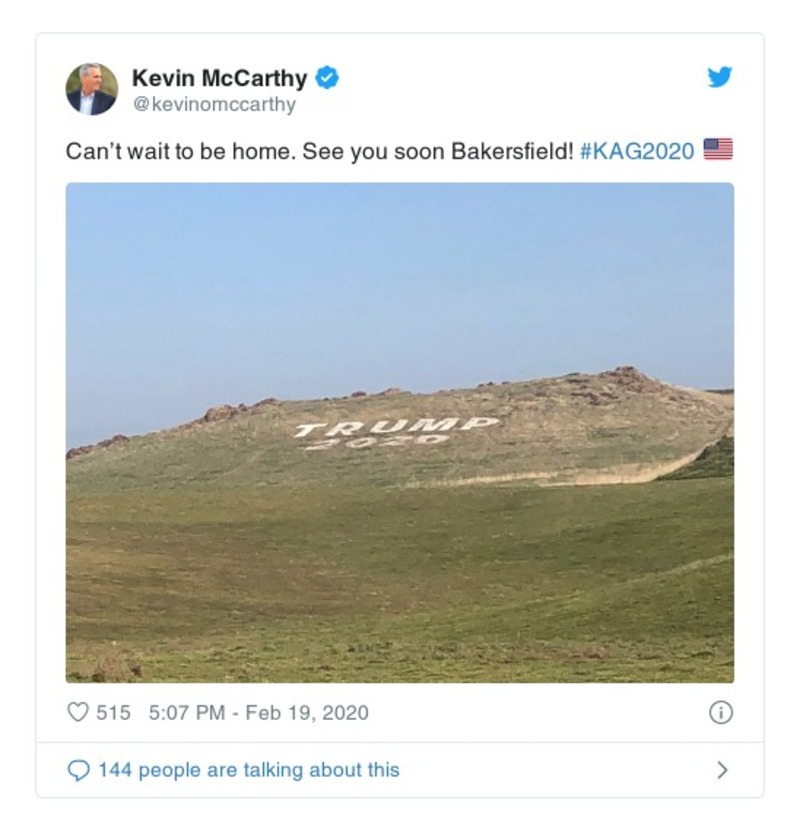 Kevin McCarthy
@kevinomccarthy
Can’t wait to be home. See you soon Bakersfield! #KAG2020 🇺🇸
TRUMP
2020
515 5:07 PM - Feb 19, 2020
144 people are talking about this